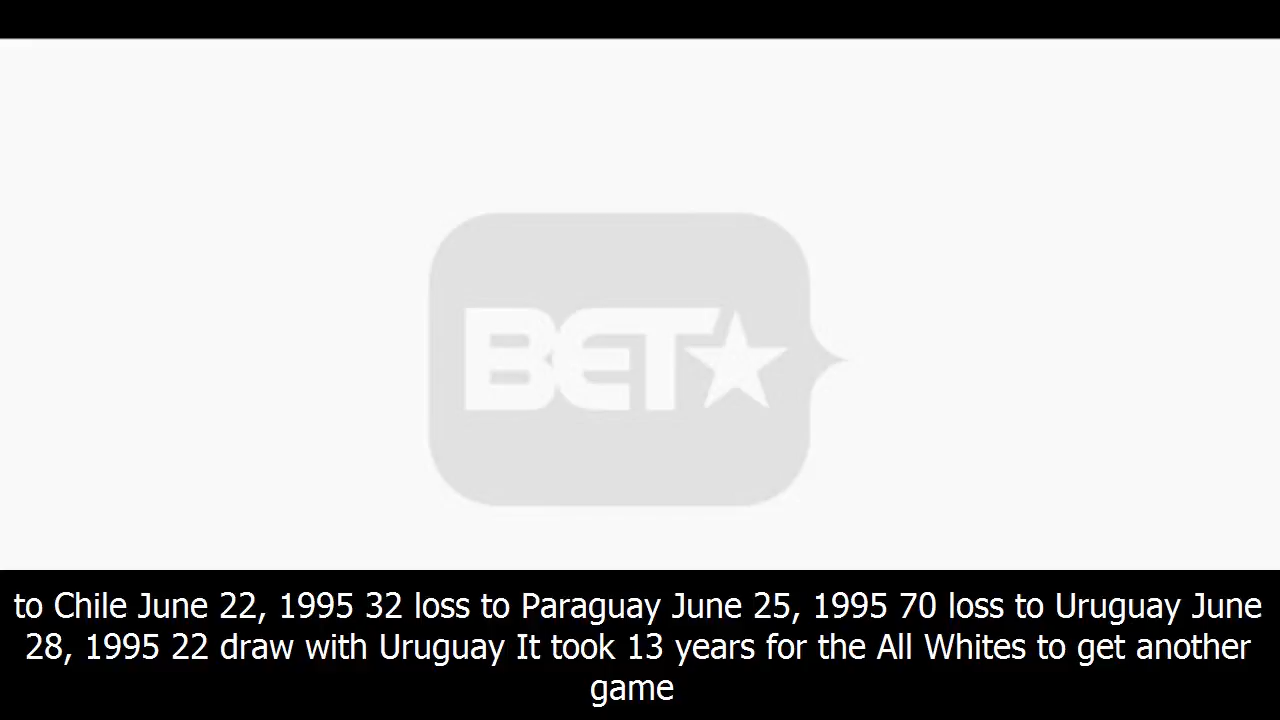 BET
to Chile June 22, 1995 32 loss to Paraguay June 25, 1995 70 loss to Uruguay June
28, 1995 22 draw with Uruguay It took 13 years for the All Whites to get another
game